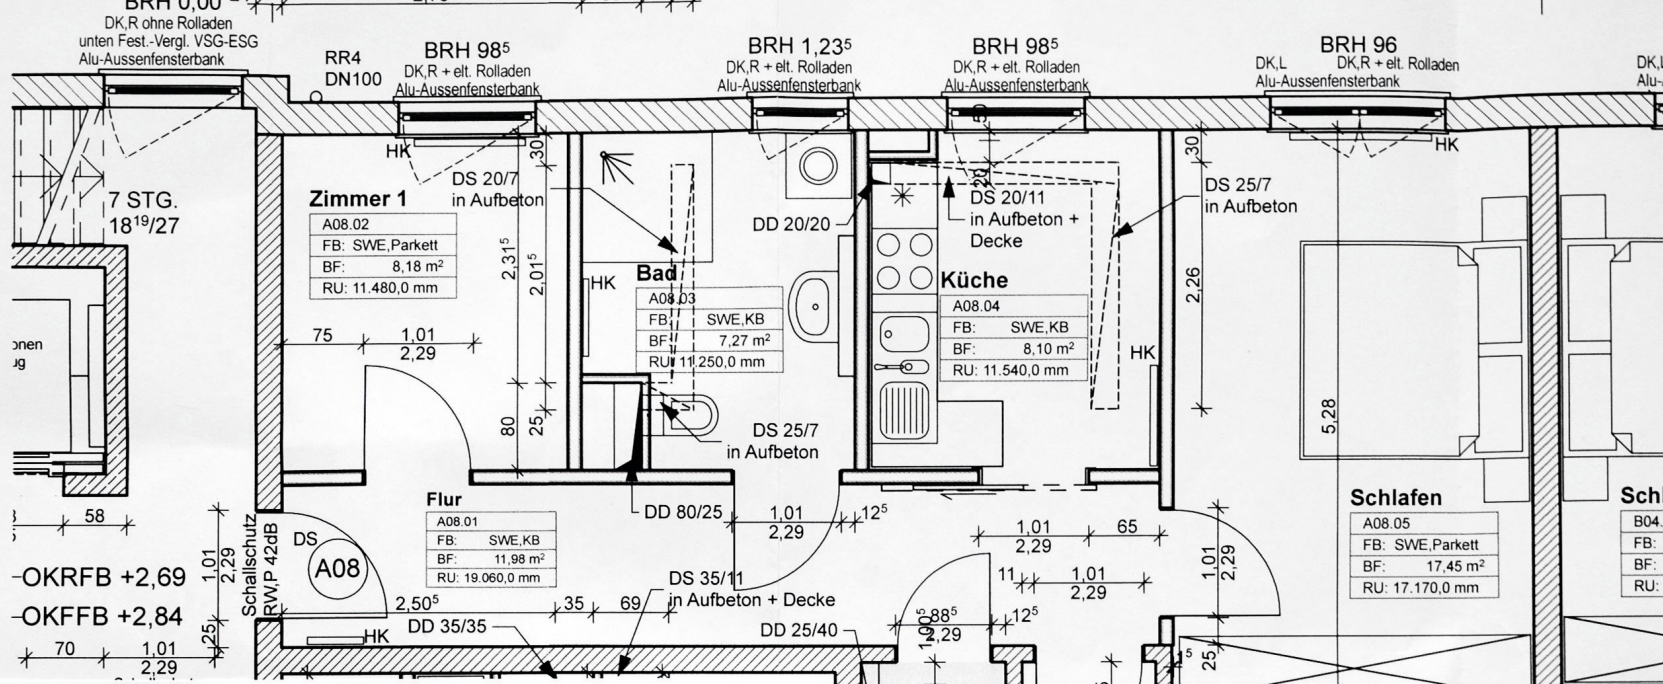 BRH 0,00
DK,R ohne Rolladen
unten Fest.-Vergl. VSG-ESG
Alu-Aussenfensterbank
RR4
DN100
BRH 98⁵
DK,R + elt. Rolladen
Alu-Aussenfensterbank
BRH 1,23⁵
DK,R + elt. Rolladen
Alu-Aussenfensterbank
BRH 98⁵
DK,R + elt. Rolladen
Alu-Aussenfensterbank
BRH 96
DK,L DK,R + elt. Rolladen
Alu-Aussenfensterbank
HK
HK
30
50
20
30
7 STG.
18¹⁹/27
Zimmer 1
A08.02
FB: SWE,Parkett
BF: 8,18 m²
RU: 11.480,0 mm
DS 20/7
in Aufbeton
2,31⁵
2,01⁵
75
1,01
2,29
80
25
HK
Bad
A08.03
FB: SWE,KB
BF: 7,27 m²
RU: 11.250,0 mm
DD 20/20
DS 25/7
in Aufbeton
DD 80/25
DS 20/11
in Aufbeton +
Decke
DS 25/7
in Aufbeton
Küche
A08.04
FB: SWE,KB
BF: 8,10 m²
RU: 11.540,0 mm
HK
2,26
5,28
Schlafen
A08.05
FB: SWE,Parkett
BF: 17,45 m²
RU: 17.170,0 mm
B04.
FB:
BF:
RU:
Flur
A08.01
FB: SWE,KB
BF: 11,98 m²
RU: 19.060,0 mm
1,01
2,29
12⁵
1,01
2,29
65
11
1,01
2,29
1,01
2,29
58
1,01
2,29
Schallschutz
RW,P 42dB
DS
A08
OKRFB +2,69
OKFFB +2,84
70
1,01
2,29
25
2,50⁵
35
69
HK
DD 35/35
DS 35/11
in Aufbeton + Decke
DD 25/40
88⁵
2,29
12⁵
1,00⁵
25